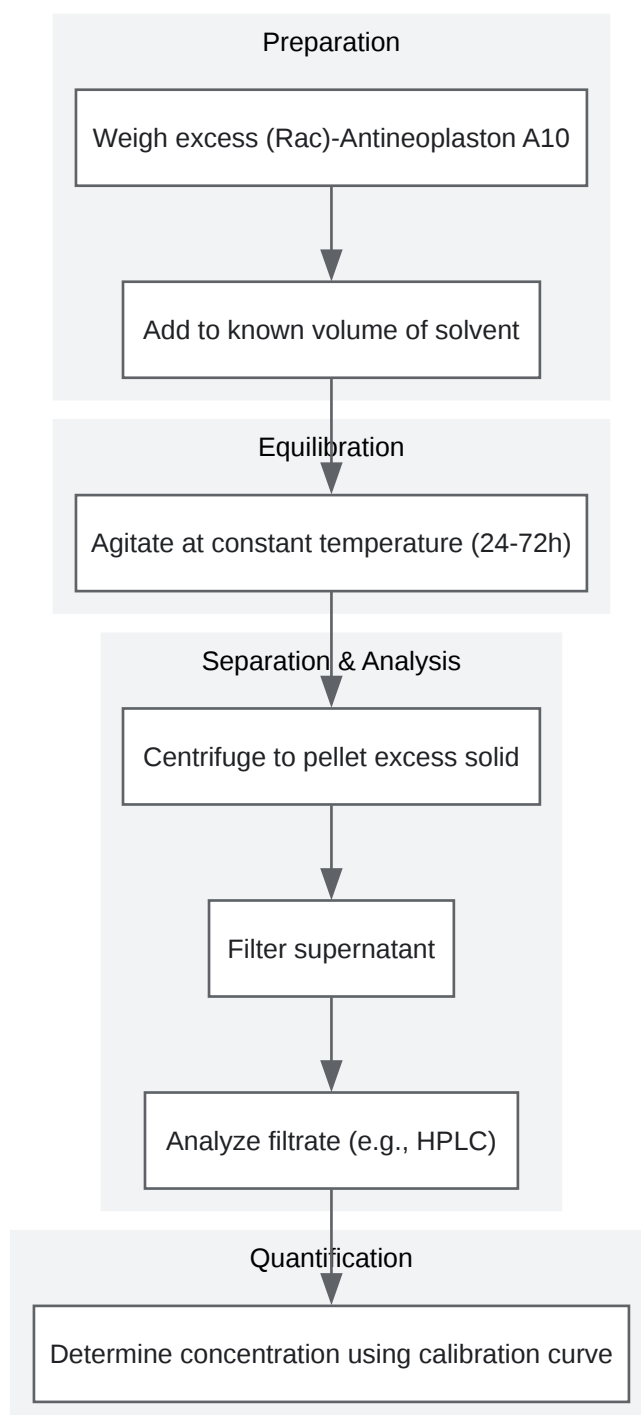 Preparation
Weigh excess (Rac)-Antineoplaston A10
Add to known volume of solvent
Equilibration
Agitate at constant temperature (24-72h)
Separation & Analysis
Centrifuge to pellet excess solid
Filter supernatant
Analyze filtrate (e.g., HPLC)
Quantification
Determine concentration using calibration curve